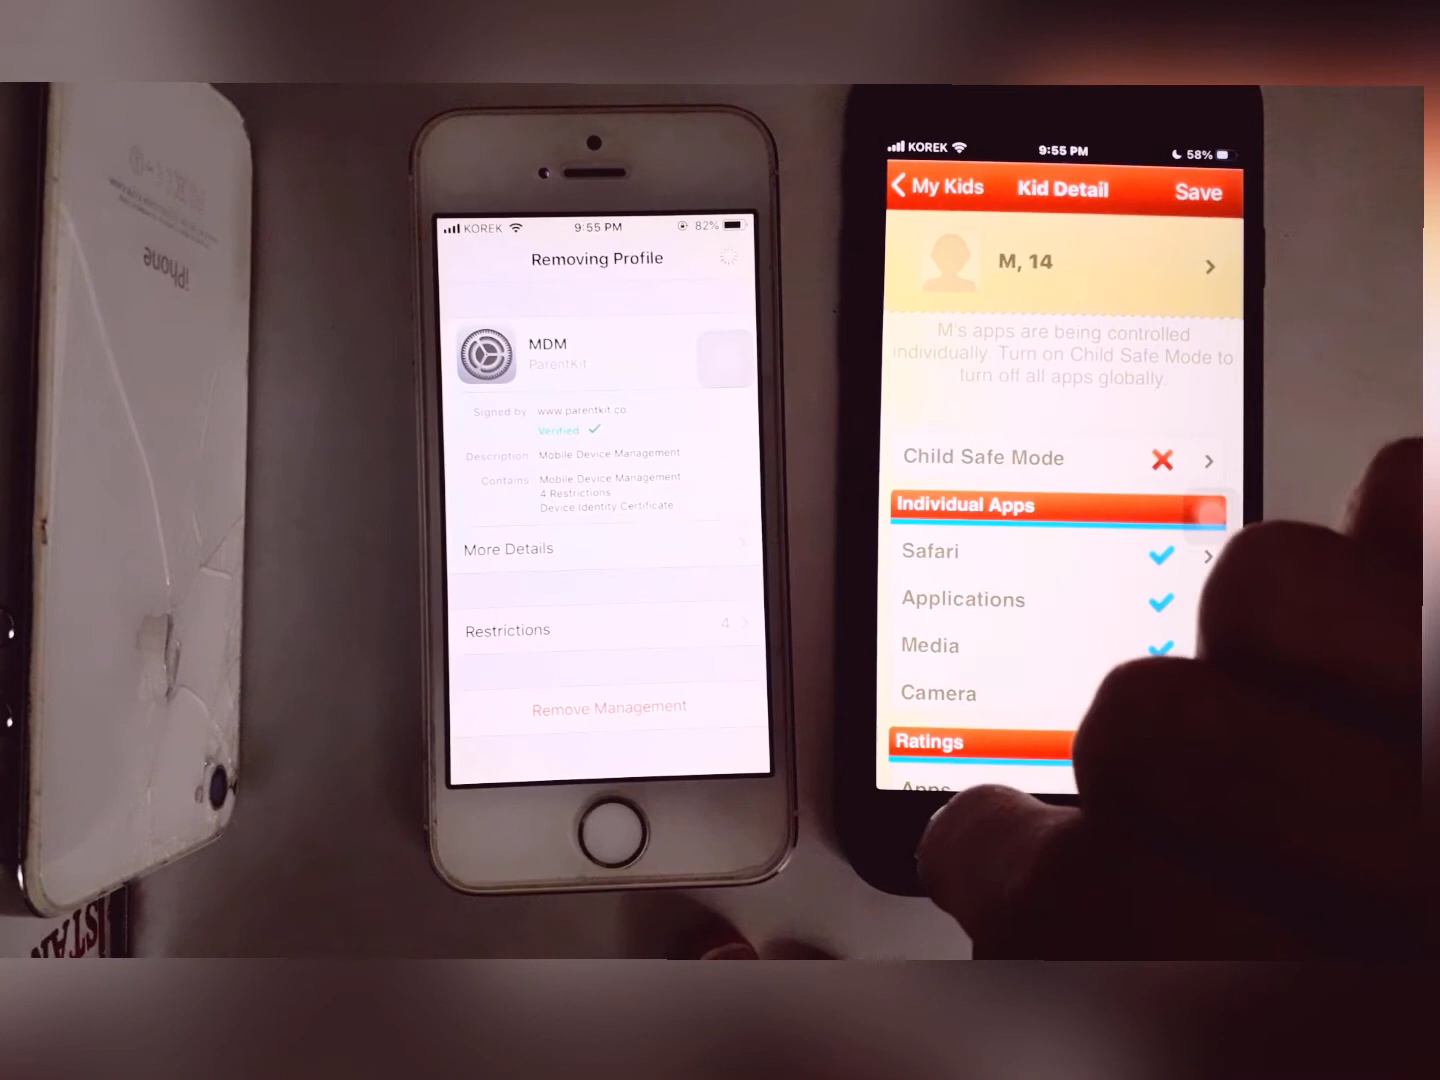 iPhone
STAN
KOREK 9:55 PM 82%
Removing Profile
MDM
ParentKit
Signed by www.parentkit.co
Verified
Description Mobile Device Management
Contains Mobile Device Management
4 Restrictions
Device Identity Certificate
More Details
Restrictions 4
Remove Management
KOREK 9:55 PM 58%
My Kids Kid Detail Save
M, 14
M's apps are being controlled
individually. Turn on Child Safe Mode to
turn off all apps globally.
Child Safe Mode
Individual Apps
Safari
Applications
Media
Camera
Ratings
Apps